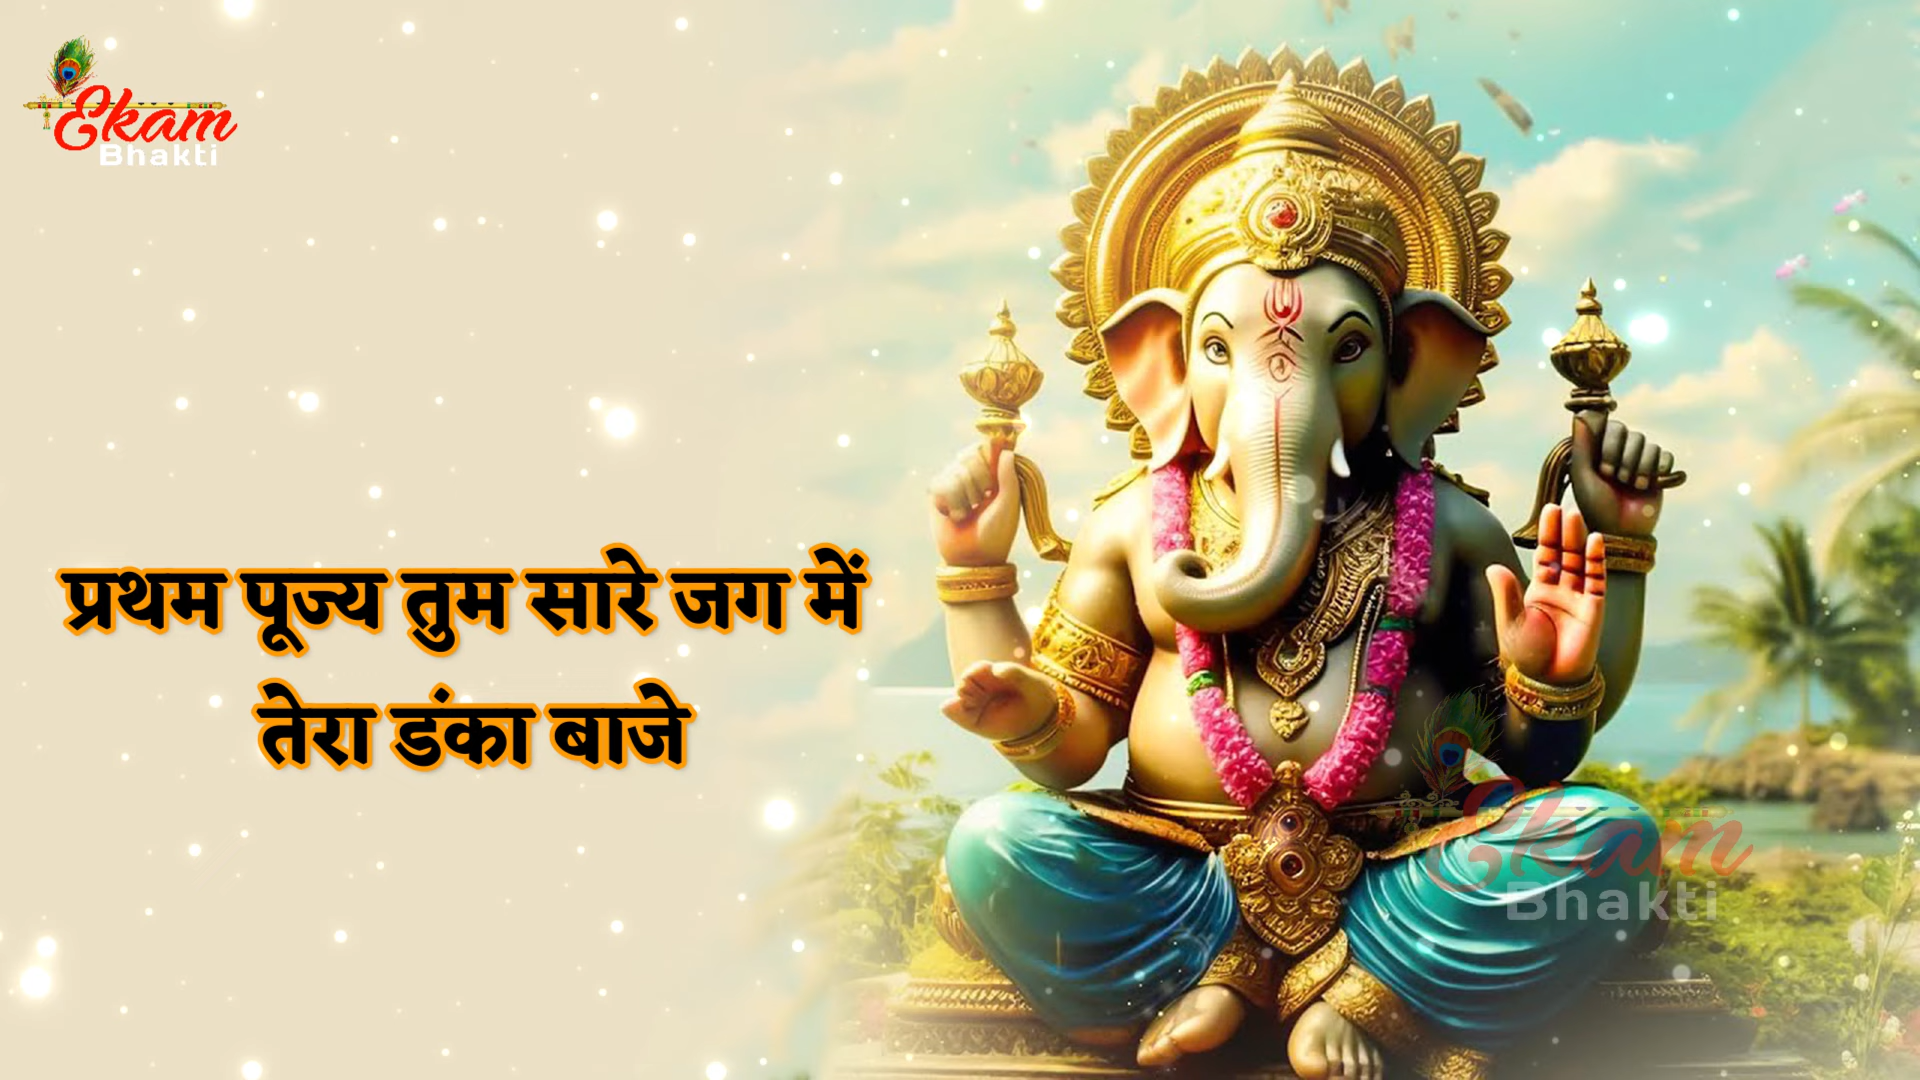 Ekam
Bhakti
प्रथम पूज्य तुम सारे जग में
तेरा डंका बाजे
Ekam
Bhakti